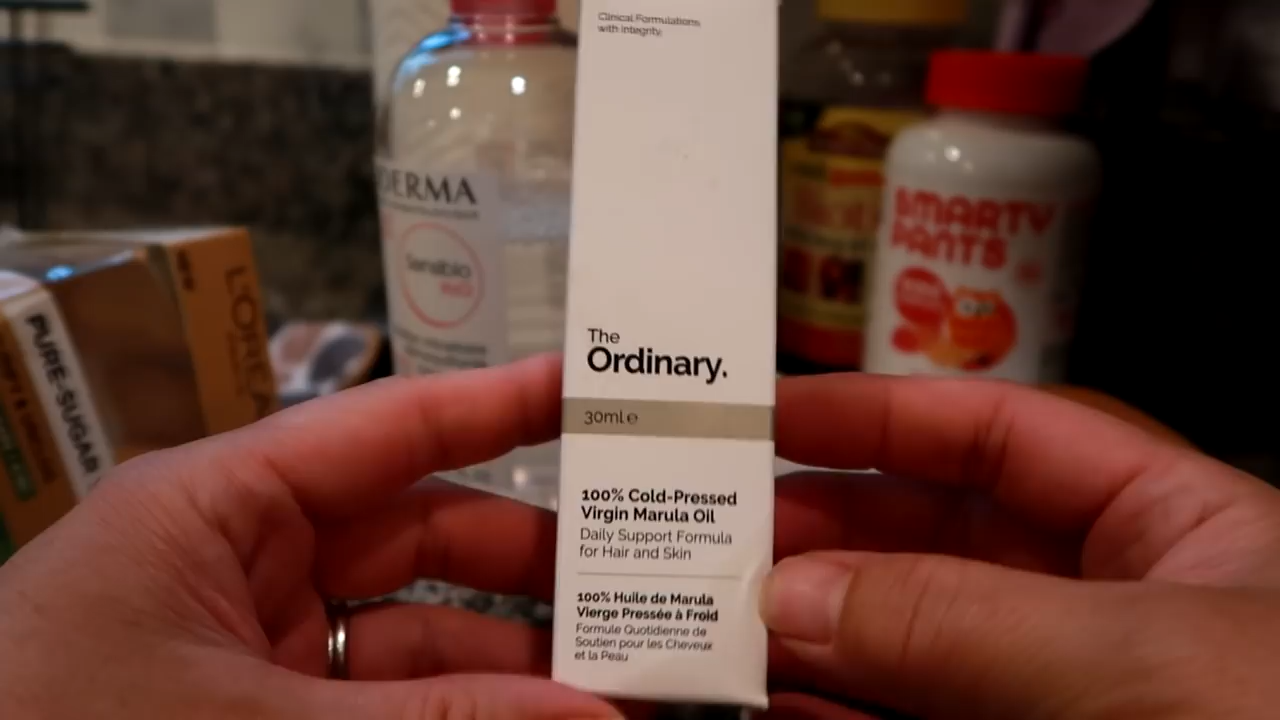 Clinical Formulations
with Integrity.
The
Ordinary.
30ml e
100% Cold-Pressed
Virgin Marula Oil
Daily Support Formula
for Hair and Skin
100% Huile de Marula
Vierge Pressée à Froid
Formule Quotidienne de
Soutien pour les Cheveux
et la Peau
DERMA
Sensibio
H2O
SMARTY
PANTS
L'ORÉA
PURE-SUGAR